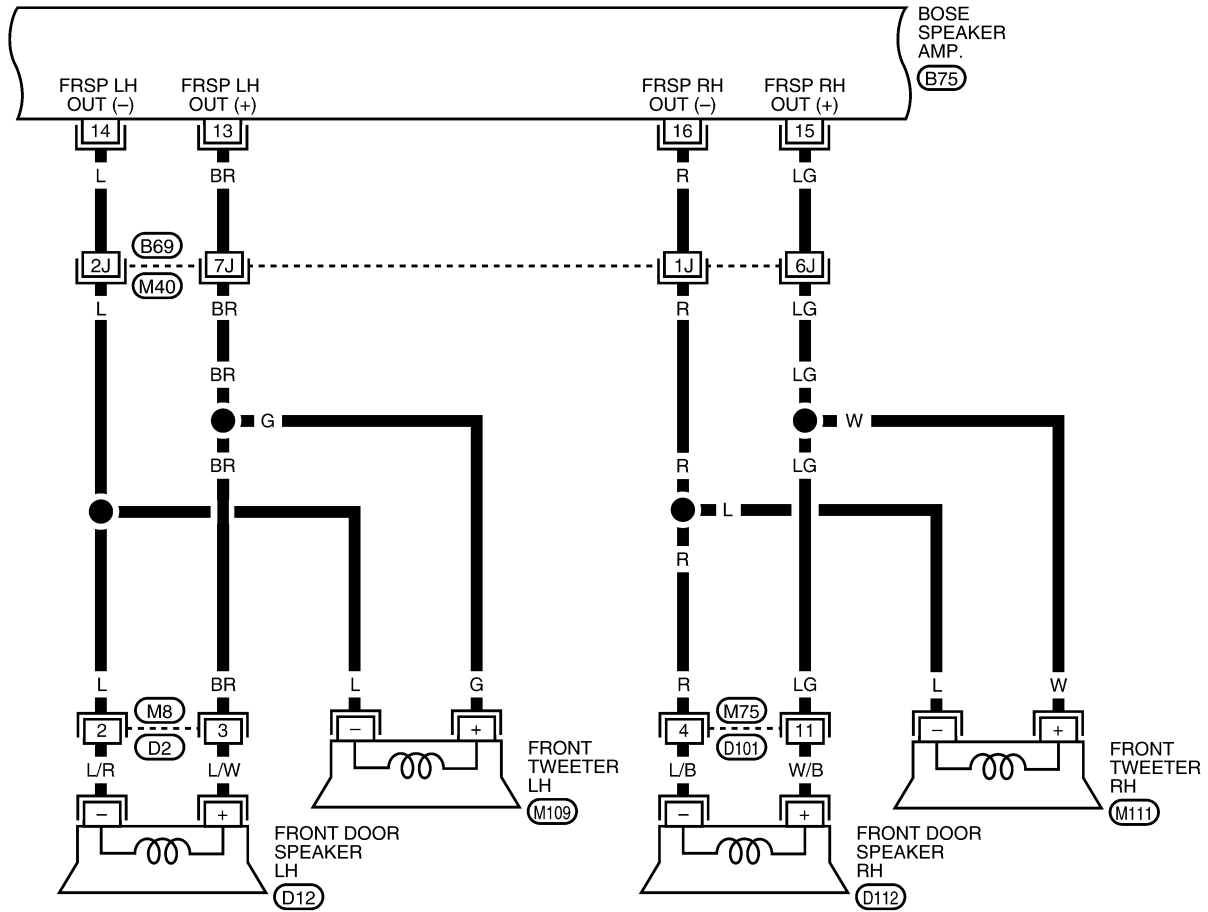 BOSE
SPEAKER
AMP.
B75
FRSP LH
OUT (–)
FRSP LH
OUT (+)
FRSP RH
OUT (–)
FRSP RH
OUT (+)
14 13 16 15
L BR R LG
B69
2J 7J 1J 6J
M40
L BR R LG
BR LG
G W
BR R LG
L
R
L BR L G R LG L W
M8 M75
2 3 – + 4 11 – +
D2 D101
L/R L/W L/B W/B
FRONT
TWEETER
LH
M109
FRONT
TWEETER
RH
M111
– + – +
FRONT DOOR
SPEAKER
LH
D12
FRONT DOOR
SPEAKER
RH
D112